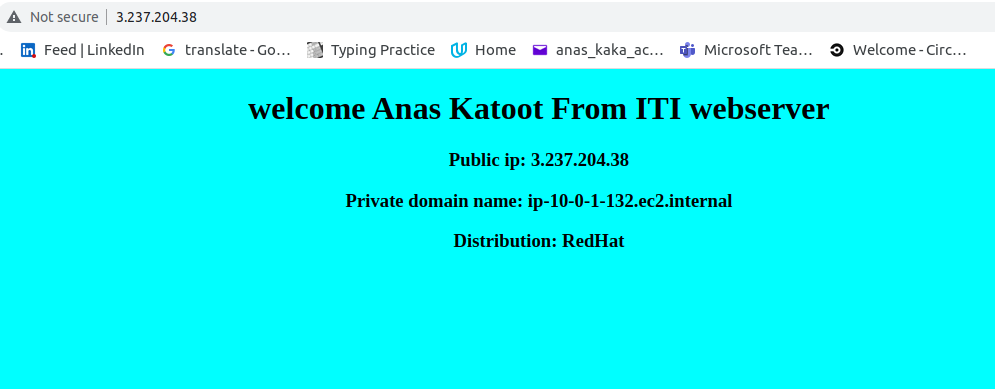 Not secure 3.237.204.38
Feed | LinkedIn translate - Go... Typing Practice Home anas_kaka_ac... Microsoft Tea... Welcome - Circ...
welcome Anas Katoot From ITI webserver
Public ip: 3.237.204.38
Private domain name: ip-10-0-1-132.ec2.internal
Distribution: RedHat